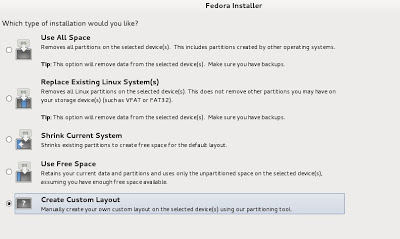 Fedora Installer
Which type of installation would you like?
Use All Space
Removes all partitions on the selected device(s). This includes partitions created by other operating systems.
Tip: This option will remove data from the selected device(s). Make sure you have backups.
Replace Existing Linux System(s)
Removes all Linux partitions on the selected device(s). This does not remove other partitions you may have on
your storage device(s) (such as VFAT or FAT32).
Tip: This option will remove data from the selected device(s). Make sure you have backups.
Shrink Current System
Shrinks existing partitions to create free space for the default layout.
Use Free Space
Retains your current data and partitions and uses only the unpartitioned space on the selected device(s),
assuming you have enough free space available.
Create Custom Layout
Manually create your own custom layout on the selected device(s) using our partitioning tool.
?